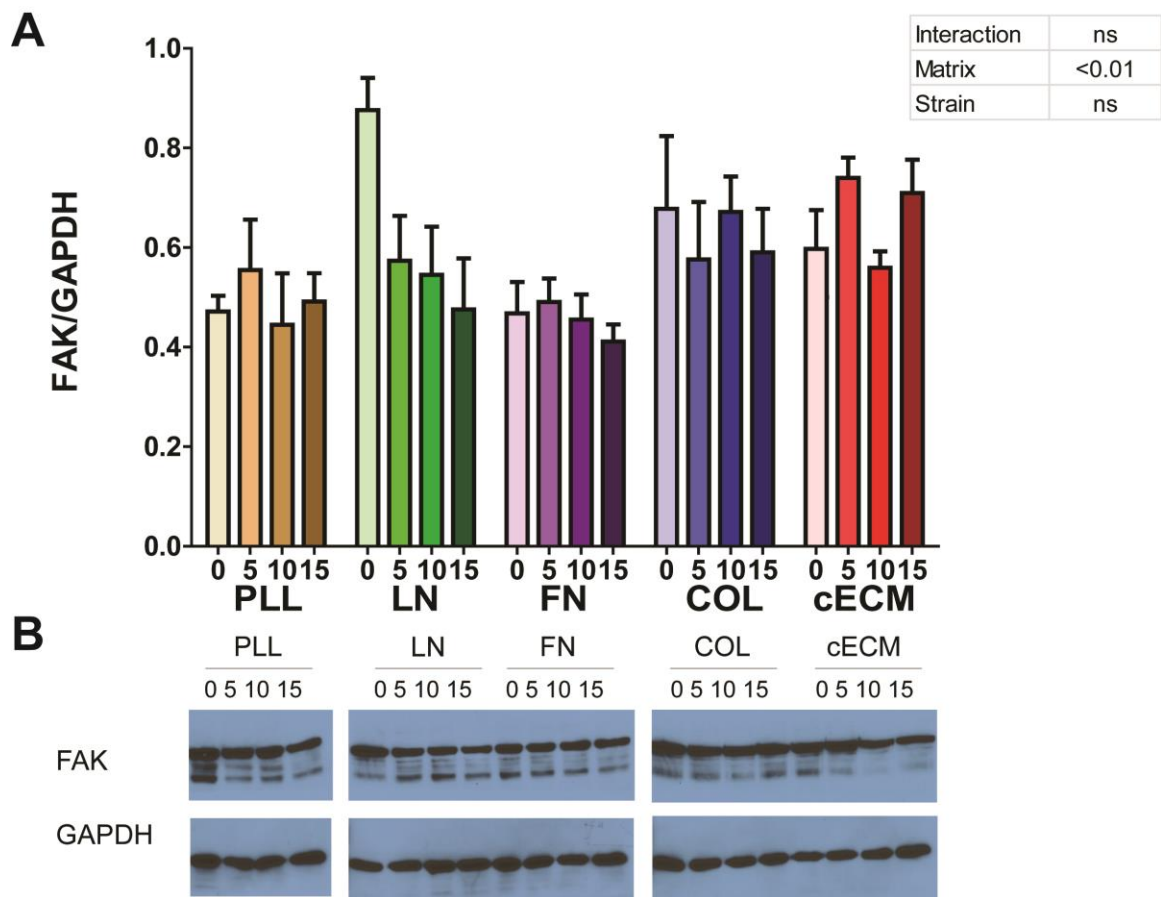 A
Interaction ns
Matrix <0.01
Strain ns
FAK/GAPDH
1.0
0.8
0.6
0.4
0.2
0.0
0 5 10 15 0 5 10 15 0 5 10 15 0 5 10 15 0 5 10 15
PLL LN FN COL cECM
B
PLL LN FN COL cECM
0 5 10 15 0 5 10 15 0 5 10 15 0 5 10 15 0 5 10 15
FAK
GAPDH